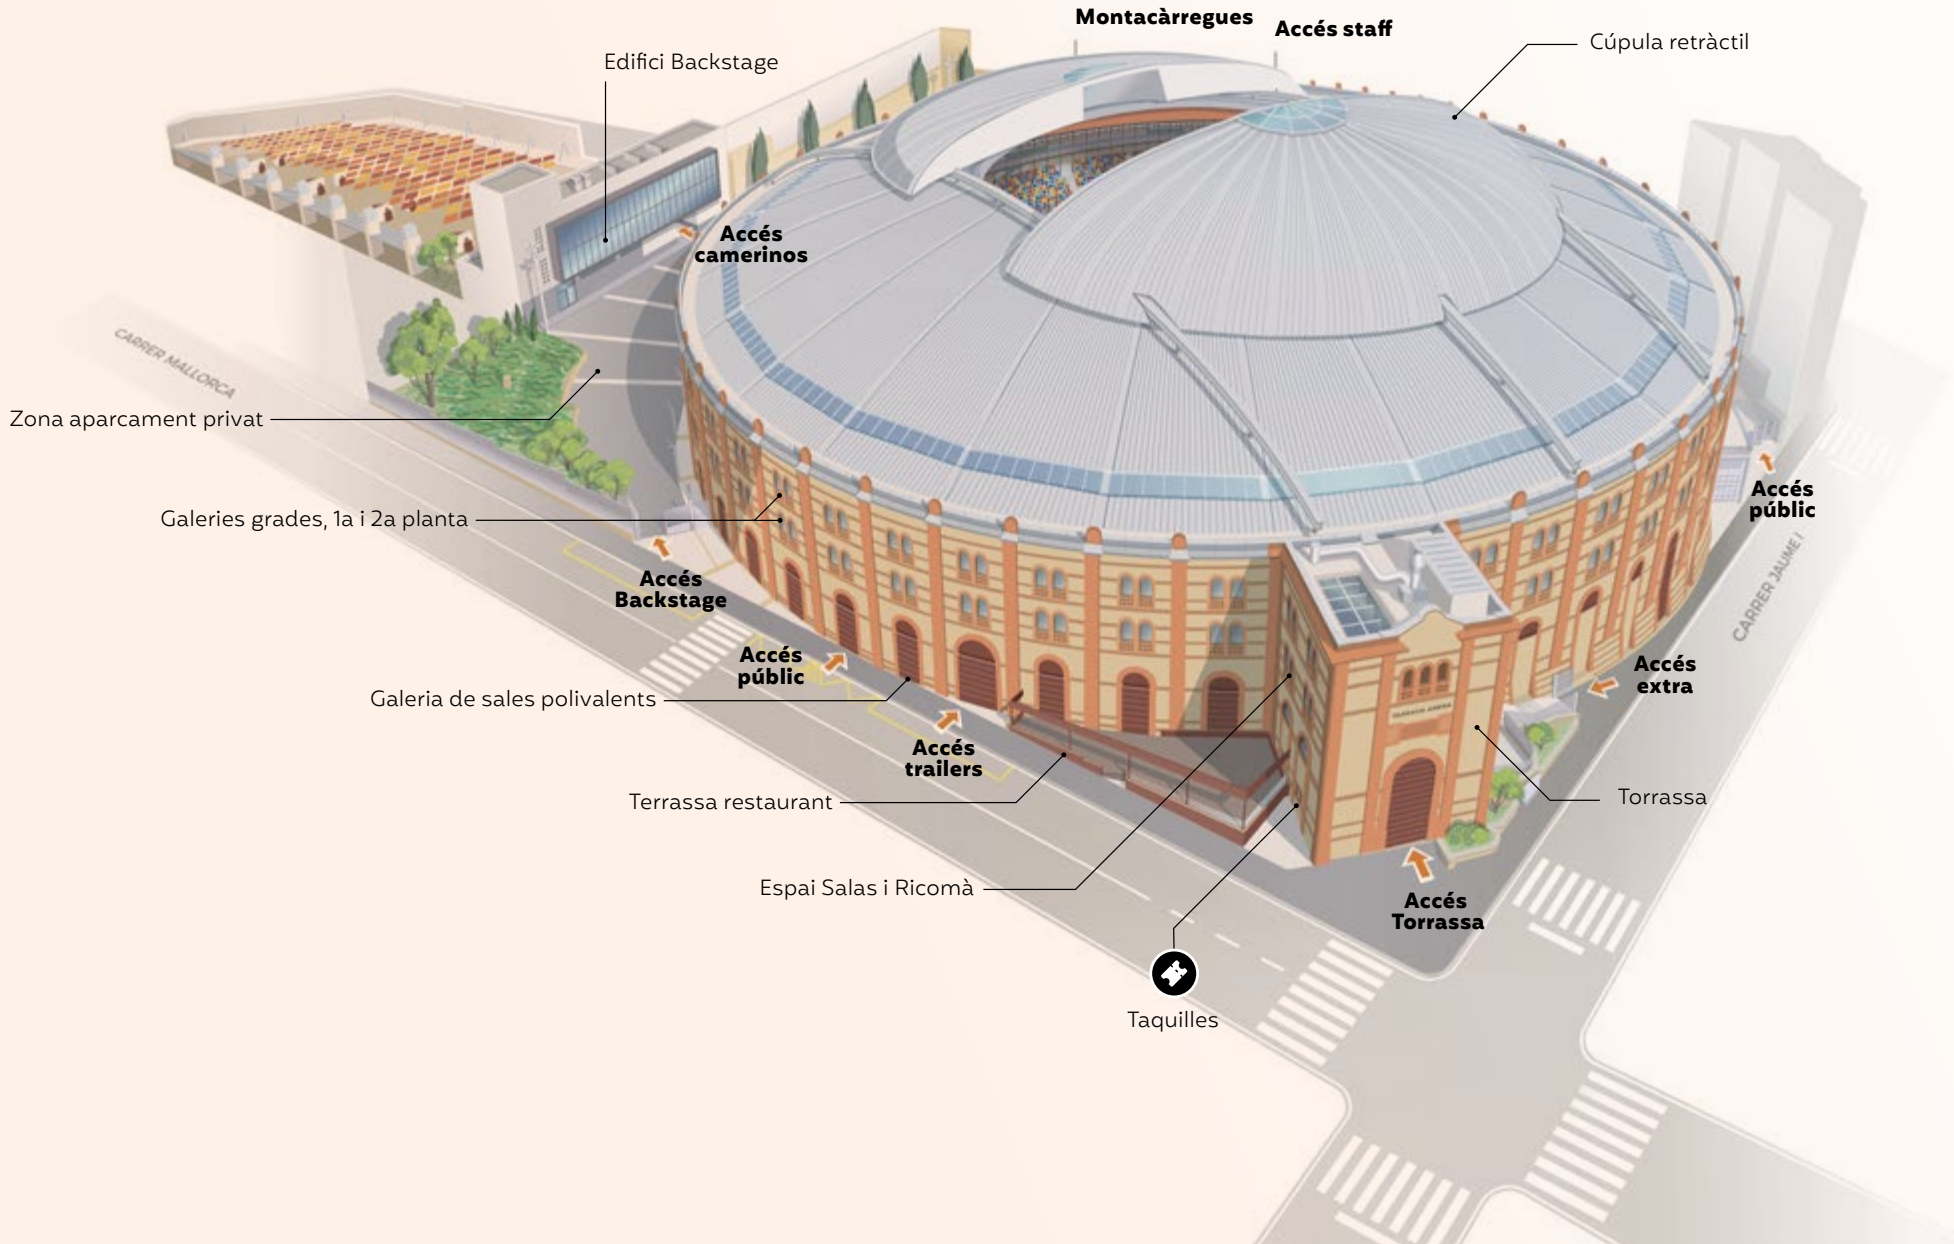 Montacàrregues
Accés staff
Cúpula retràctil
Edifici Backstage
Accés
camerinos
CARRER MALLORCA
Zona aparcament privat
Galeries grades, 1a i 2a planta
Accés
públic
CARRER JAUME I
Accés
Backstage
Accés
públic
Galeria de sales polivalents
Accés
extra
TARRACO ARENA
Accés
trailers
Terrassa restaurant
Torrassa
Espai Salas i Ricomà
Accés
Torrassa
Taquilles